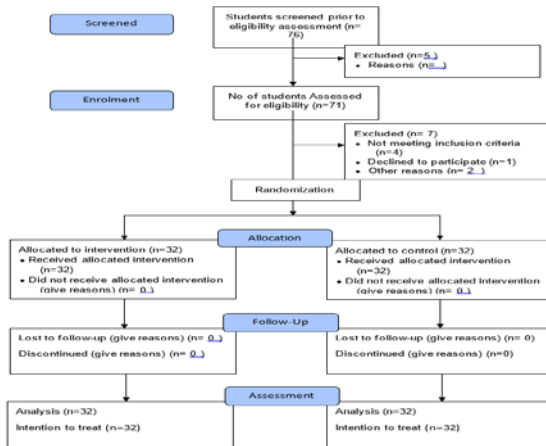 Screened
Students screened prior to
eligibility assessment (n=
76)
Excluded (n=5 )
• Reasons (n=.. )
Enrolment
No of students Assessed
for eligibility (n=71)
Excluded (n= 7)
• Not meeting inclusion criteria
(n=4)
• Declined to participate (n=1)
• Other reasons (n= 2 )
Randomization
Allocation
Allocated to intervention (n=32)
• Received allocated intervention
(n=32)
• Did not receive allocated intervention
(give reasons) (n= 0 )
Allocated to control (n=32)
• Received allocated intervention
(n=32)
• Did not receive allocated intervention
(give reasons) (n= 0 )
Follow-Up
Lost to follow-up (give reasons) (n= 0 )
Discontinued (give reasons) (n= 0 )
Lost to follow-up (give reasons) (n= 0)
Discontinued (give reasons) (n=0)
Assessment
Analysis (n=32)
Intention to treat (n=32)
Analysis (n=32)
Intention to treat (n=32)